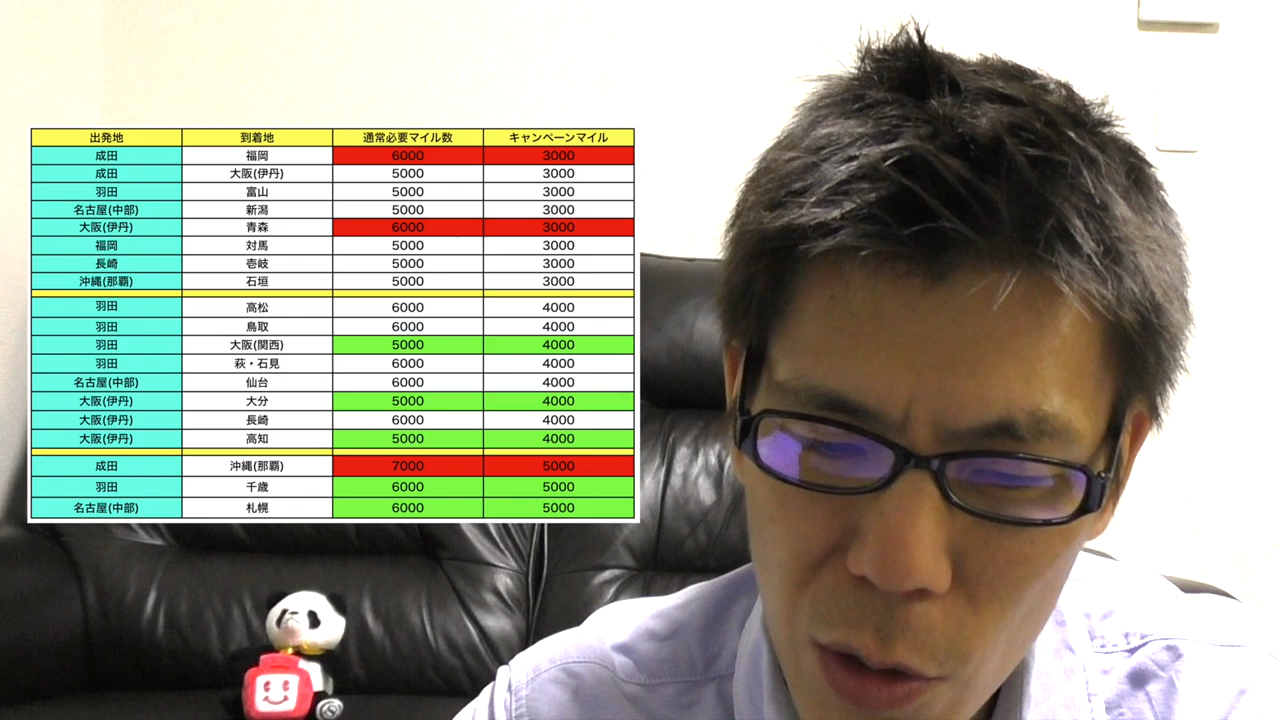 出発地 到着地 通常必要マイル数 キャンペーンマイル
成田 福岡 6000 3000
成田 大阪(伊丹) 5000 3000
羽田 富山 5000 3000
名古屋(中部) 新潟 5000 3000
大阪(伊丹) 青森 6000 3000
福岡 対馬 5000 3000
長崎 壱岐 5000 3000
沖縄(那覇) 石垣 5000 3000
羽田 高松 6000 4000
羽田 鳥取 6000 4000
羽田 大阪(関西) 5000 4000
羽田 萩・石見 6000 4000
名古屋(中部) 仙台 6000 4000
大阪(伊丹) 大分 5000 4000
大阪(伊丹) 長崎 6000 4000
大阪(伊丹) 高知 5000 4000
成田 沖縄(那覇) 7000 5000
羽田 千歳 6000 5000
名古屋(中部) 札幌 6000 5000